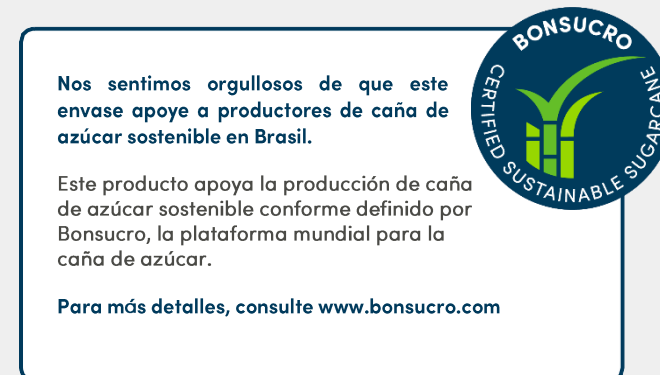 BONSUCRO
CERTIFIED SUSTAINABLE SUGARCANE
Nos sentimos orgullosos de que este
envase apoye a productores de caña de
azúcar sostenible en Brasil.
Este producto apoya la producción de caña
de azúcar sostenible conforme definido por
Bonsucro, la plataforma mundial para la
caña de azúcar.
Para más detalles, consulte www.bonsucro.com